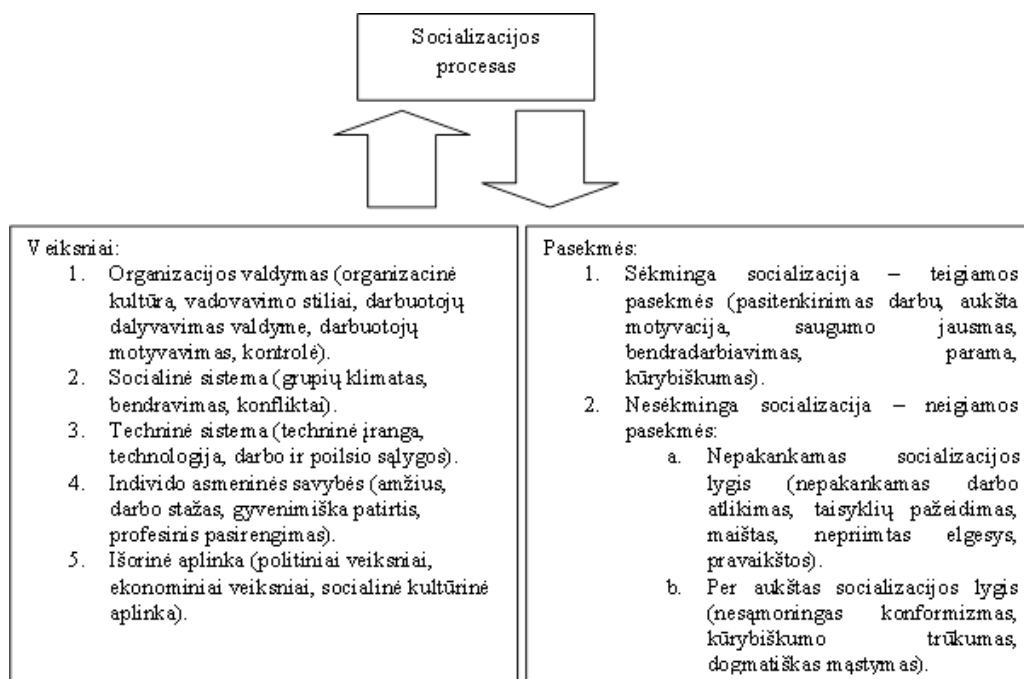 Socializacijos
procesas
Veiksniai:
1. Organizacijos valdymas (organizacinė
kultūra, vadovavimo stiliai, darbuotojų
dalyvavimas valdyme, darbuotojų
motyvavimas, kontrolė).
2. Socialinė sistema (grupių klimatas,
bendravimas, konfliktai).
3. Techninė sistema (techninė įranga,
technologija, darbo ir poilsio sąlygos).
4. Individo asmeninės savybės (amžius,
darbo stažas, gyvenimiška patirtis,
profesinis pasirengimas).
5. Išorinė aplinka (politiniai veiksniai,
ekonominiai veiksniai, socialinė kultūrinė
aplinka).
Pasekmės:
1. Sėkminga socializacija – teigiamos
pasekmės (pasitenkinimas darbu, aukšta
motyvacija, saugumo jausmas,
bendradarbiavimas, parama,
kūrybiškumas).
2. Nesėkminga socializacija – neigiamos
pasekmės:
a. Nepakankamas socializacijos
lygis (nepakankamas darbo
atlikimas, taisyklių pažeidimas,
maištas, nepriimtas elgesys,
pravaikštos).
b. Per aukštas socializacijos lygis
(nesąmoningas konformizmas,
kūrybiškumo trūkumas,
dogmatiškas mąstymas).